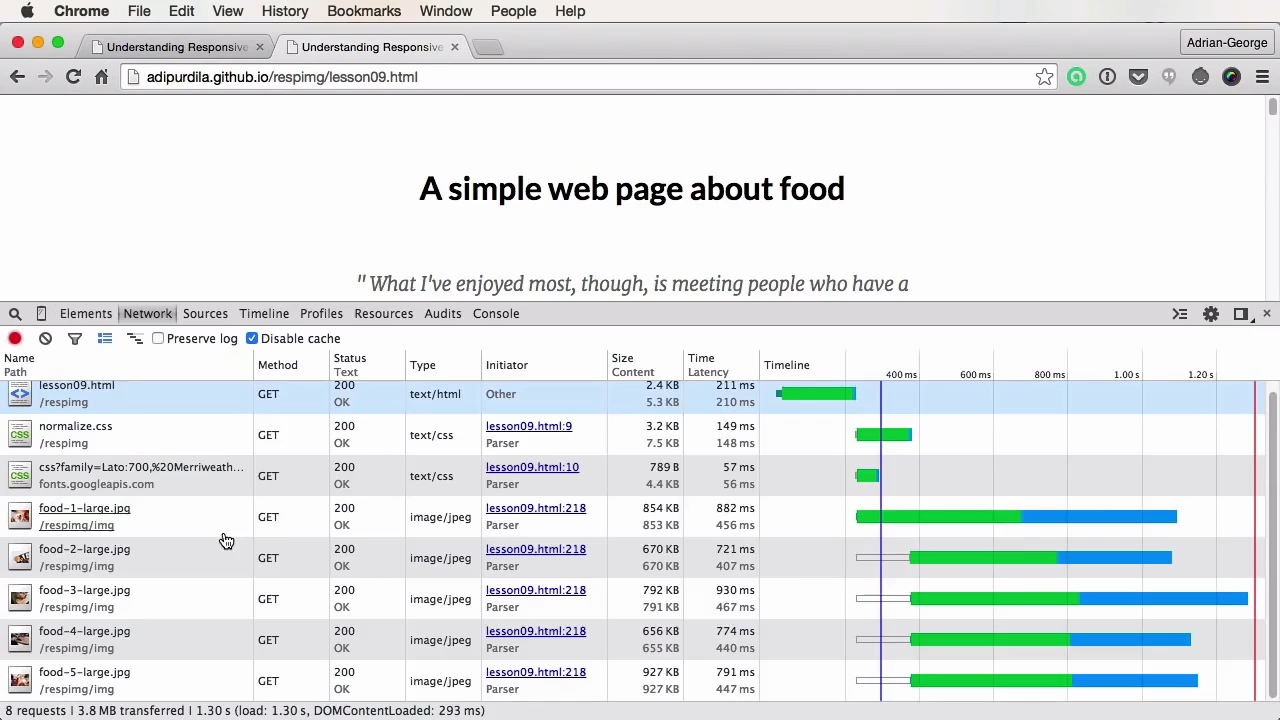 Chrome File Edit View History Bookmarks Window People Help
Understanding Responsive Understanding Responsive Adrian-George
adipurdila.github.io/respimg/lesson09.html
A simple web page about food
" What I've enjoyed most, though, is meeting people who have a
Elements Network Sources Timeline Profiles Resources Audits Console
Preserve log Disable cache
Name Path Method Status Text Type Initiator Size Content Time Latency Timeline 400 ms 600 ms 800 ms 1.00 s 1.20 s
lesson09.html 200 2.4 KB 211 ms
/respimg GET OK text/html Other 5.3 KB 210 ms
normalize.css 200 lesson09.html:9 3.2 KB 149 ms
/respimg GET OK text/css Parser 7.5 KB 148 ms
css?family=Lato:700,%20Merriweath... 200 lesson09.html:10 789 B 57 ms
fonts.googleapis.com GET OK text/css Parser 4.4 KB 56 ms
food-1-large.jpg 200 lesson09.html:218 854 KB 882 ms
/respimg/img GET OK image/jpeg Parser 853 KB 456 ms
food-2-large.jpg 200 lesson09.html:218 670 KB 721 ms
/respimg/img GET OK image/jpeg Parser 670 KB 407 ms
food-3-large.jpg 200 lesson09.html:218 792 KB 930 ms
/respimg/img GET OK image/jpeg Parser 791 KB 467 ms
food-4-large.jpg 200 lesson09.html:218 656 KB 774 ms
/respimg/img GET OK image/jpeg Parser 655 KB 440 ms
food-5-large.jpg 200 lesson09.html:218 927 KB 791 ms
/respimg/img GET OK image/jpeg Parser 927 KB 447 ms
8 requests | 3.8 MB transferred | 1.30 s (load: 1.30 s, DOMContentLoaded: 293 ms)